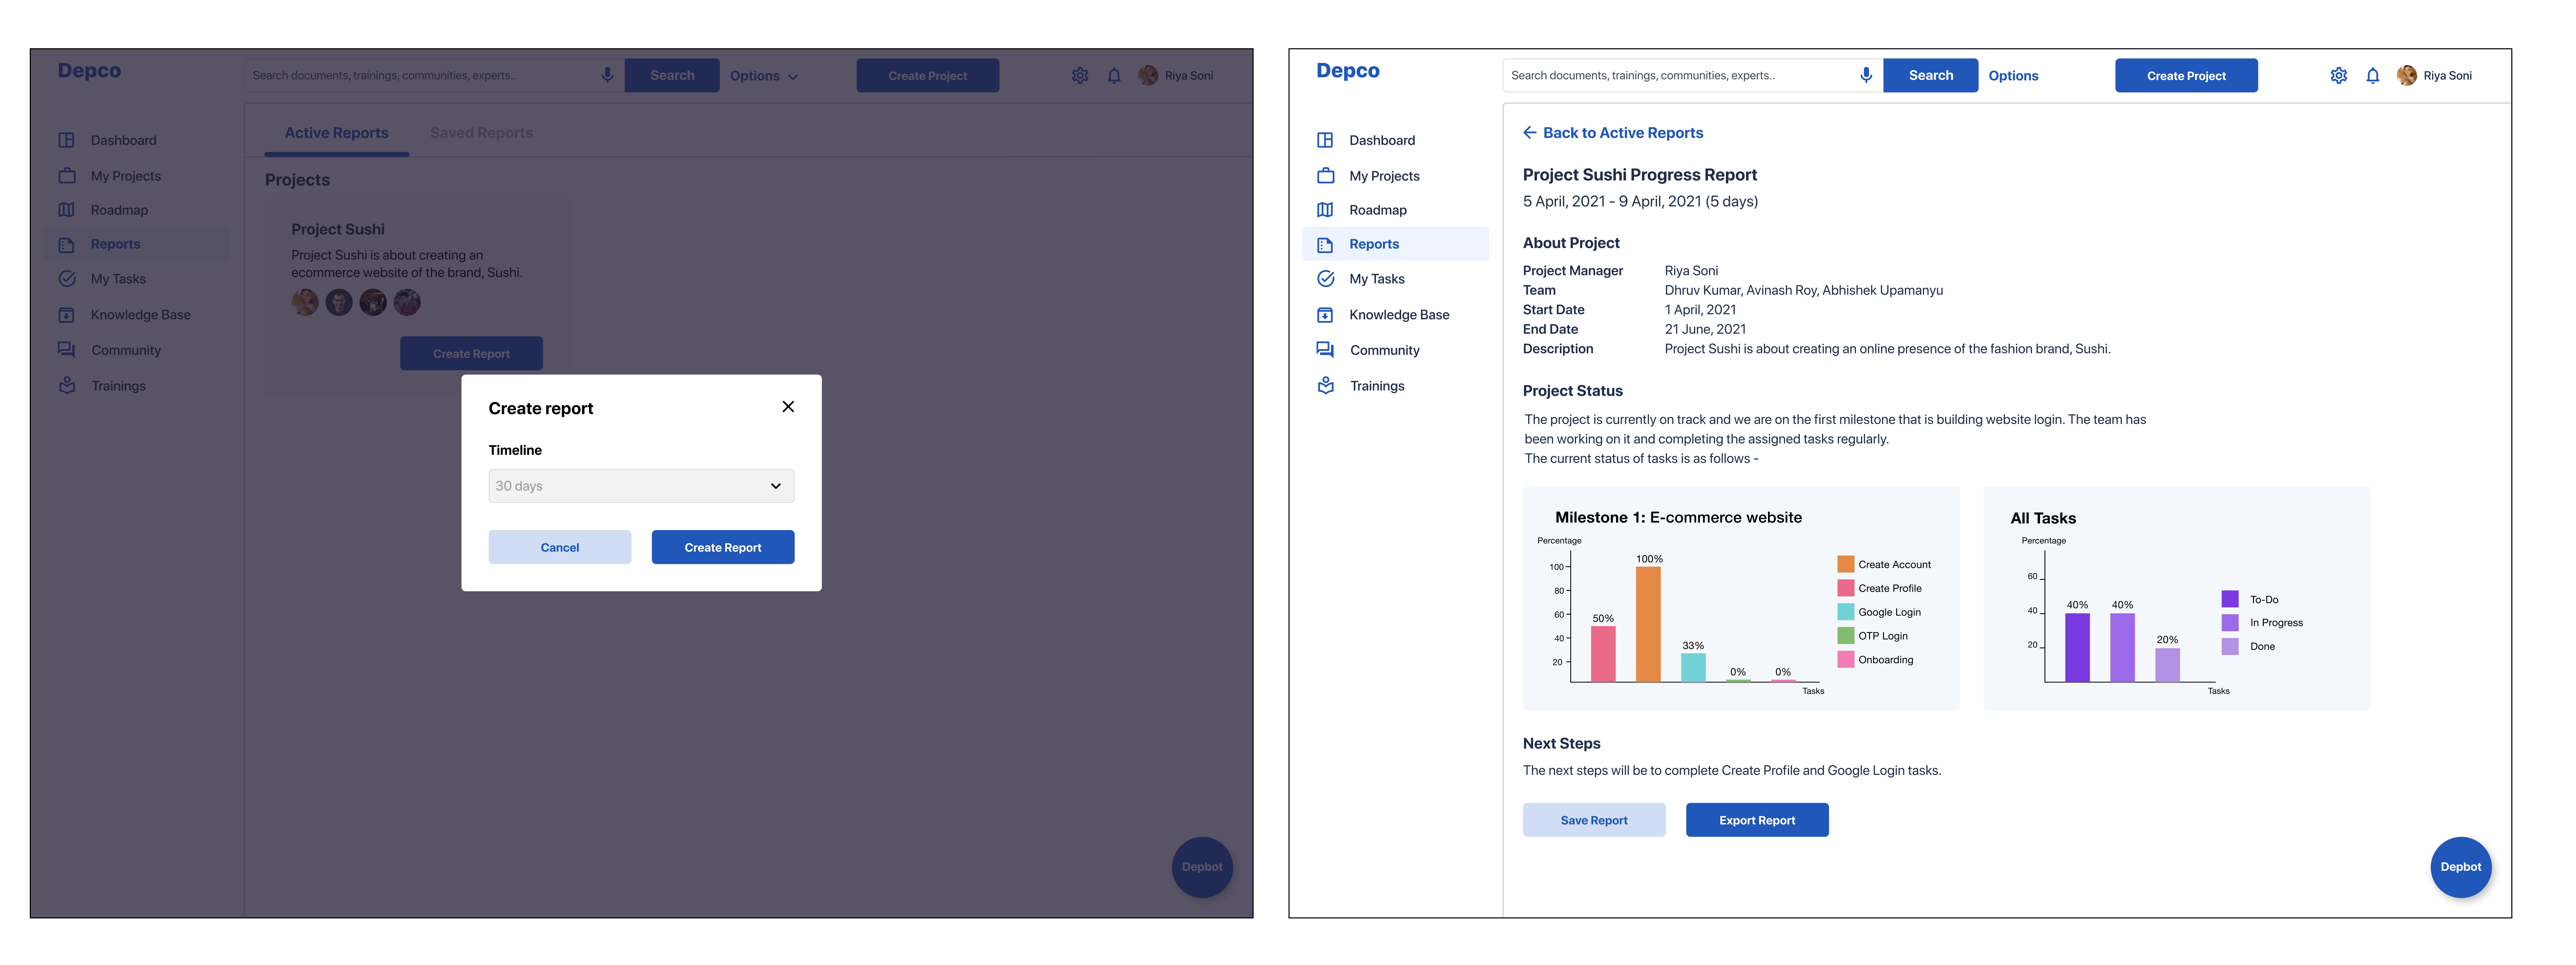 Depco
Search documents, trainings, communities, experts..
Search
Options
Create Project
Riya Soni
Dashboard
My Projects
Roadmap
Reports
My Tasks
Knowledge Base
Community
Trainings
Active Reports
Saved Reports
Projects
Project Sushi
Project Sushi is about creating an
ecommerce website of the brand, Sushi.
Create Report
Create report
Timeline
30 days
Cancel
Create Report
Depbot
Depco
Search documents, trainings, communities, experts..
Search
Options
Create Project
Riya Soni
Dashboard
My Projects
Roadmap
Reports
My Tasks
Knowledge Base
Community
Trainings
Back to Active Reports
Project Sushi Progress Report
5 April, 2021 - 9 April, 2021 (5 days)
About Project
Project Manager Riya Soni
Team Dhruv Kumar, Avinash Roy, Abhishek Upamanyu
Start Date 1 April, 2021
End Date 21 June, 2021
Description Project Sushi is about creating an online presence of the fashion brand, Sushi.
Project Status
The project is currently on track and we are on the first milestone that is building website login. The team has
been working on it and completing the assigned tasks regularly.
The current status of tasks is as follows -
Milestone 1: E-commerce website
Percentage
100
80
60
40
20
50%
100%
33%
0%
0%
Tasks
Create Account
Create Profile
Google Login
OTP Login
Onboarding
All Tasks
Percentage
60
40
20
40%
40%
20%
Tasks
To-Do
In Progress
Done
Next Steps
The next steps will be to complete Create Profile and Google Login tasks.
Save Report
Export Report
Depbot